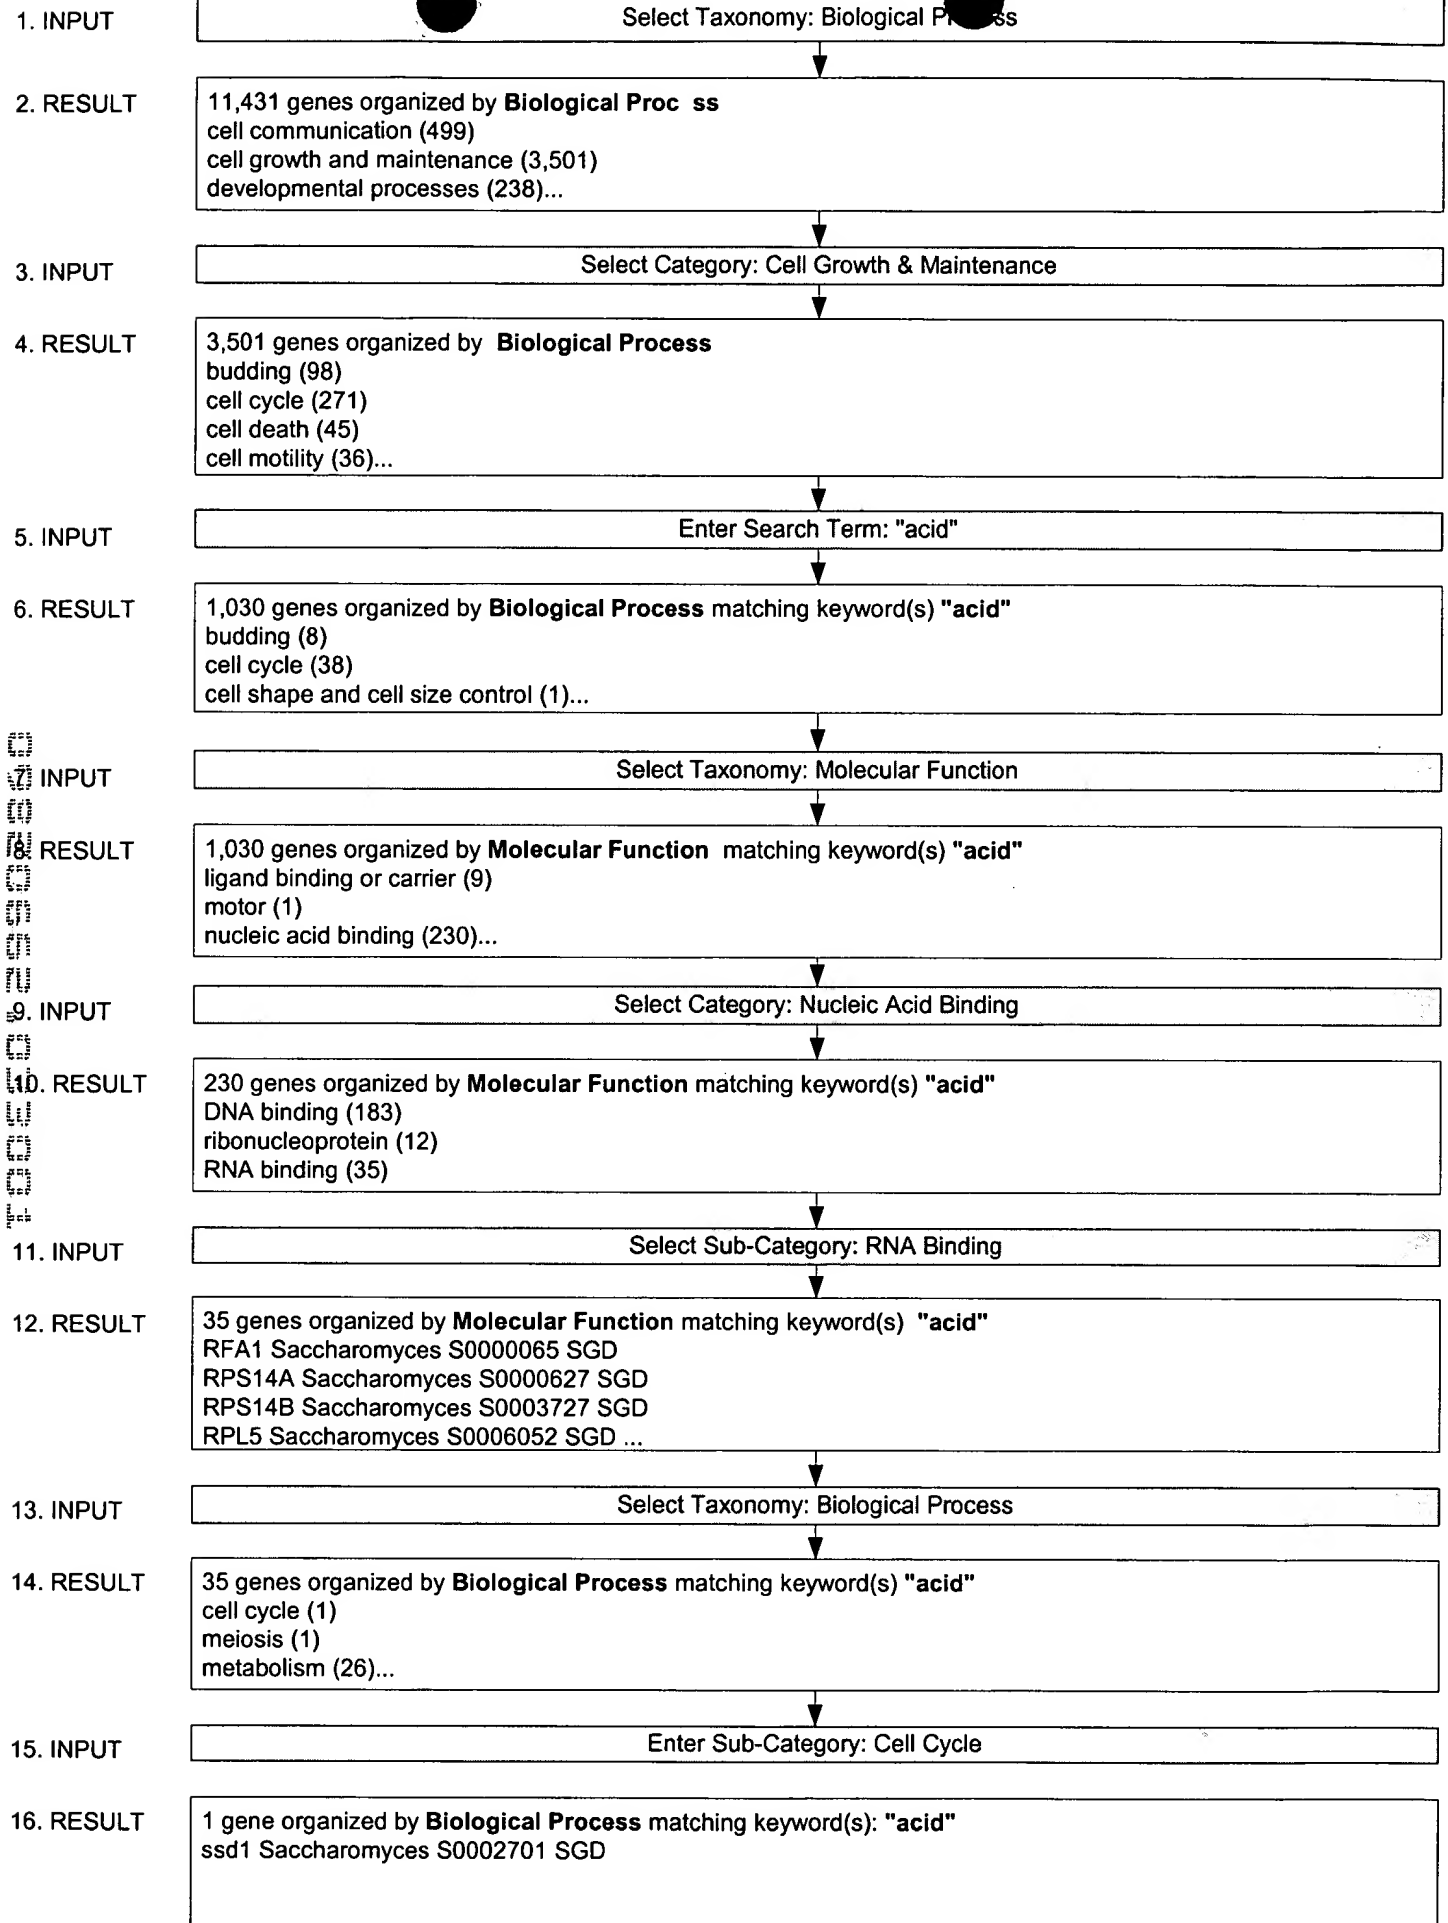 1. INPUT
Select Taxonomy: Biological P ss
2. RESULT
11,431 genes organized by Biological Proc ss
cell communication (499)
cell growth and maintenance (3,501)
developmental processes (238)...
3. INPUT
Select Category: Cell Growth & Maintenance
4. RESULT
3,501 genes organized by Biological Process
budding (98)
cell cycle (271)
cell death (45)
cell motility (36)...
5. INPUT
Enter Search Term: "acid"
6. RESULT
1,030 genes organized by Biological Process matching keyword(s) "acid"
budding (8)
cell cycle (38)
cell shape and cell size control (1)...
7. INPUT
Select Taxonomy: Molecular Function
8. RESULT
1,030 genes organized by Molecular Function matching keyword(s) "acid"
ligand binding or carrier (9)
motor (1)
nucleic acid binding (230)...
9. INPUT
Select Category: Nucleic Acid Binding
10. RESULT
230 genes organized by Molecular Function matching keyword(s) "acid"
DNA binding (183)
ribonucleoprotein (12)
RNA binding (35)
11. INPUT
Select Sub-Category: RNA Binding
12. RESULT
35 genes organized by Molecular Function matching keyword(s) "acid"
RFA1 Saccharomyces S0000065 SGD
RPS14A Saccharomyces S0000627 SGD
RPS14B Saccharomyces S0003727 SGD
RPL5 Saccharomyces S0006052 SGD ...
13. INPUT
Select Taxonomy: Biological Process
14. RESULT
35 genes organized by Biological Process matching keyword(s) "acid"
cell cycle (1)
meiosis (1)
metabolism (26)...
15. INPUT
Enter Sub-Category: Cell Cycle
16. RESULT
1 gene organized by Biological Process matching keyword(s): "acid"
ssd1 Saccharomyces S0002701 SGD